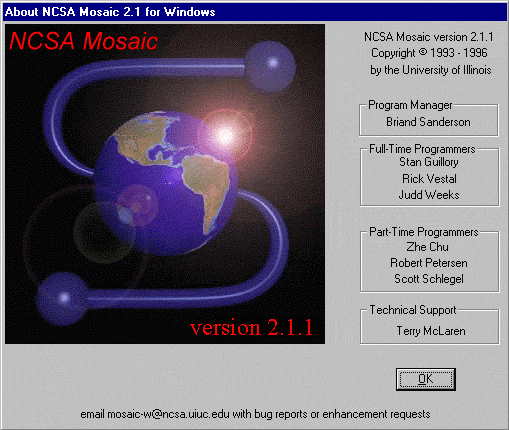 About NCSA Mosaic 2.1 for Windows
NCSA Mosaic
version 2.1.1
NCSA Mosaic version 2.1.1
Copyright © 1993 - 1996
by the University of Illinois
Program Manager
Briand Sanderson
Full-Time Programmers
Stan Guillory
Rick Vestal
Judd Weeks
Part-Time Programmers
Zhe Chu
Robert Petersen
Scott Schlegel
Technical Support
Terry McLaren
OK
email mosaic-w@ncsa.uiuc.edu with bug reports or enhancement requests